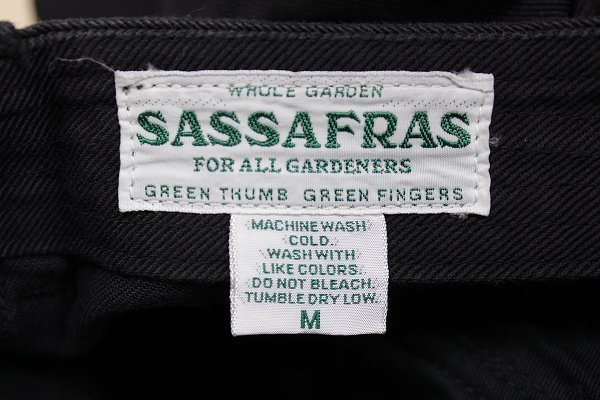 WHOLE GARDEN
SASSAFRAS
FOR ALL GARDENERS
GREEN THUMB GREEN FINGERS
MACHINE WASH
COLD.
WASH WITH
LIKE COLORS.
DO NOT BLEACH.
TUMBLE DRY LOW.
M